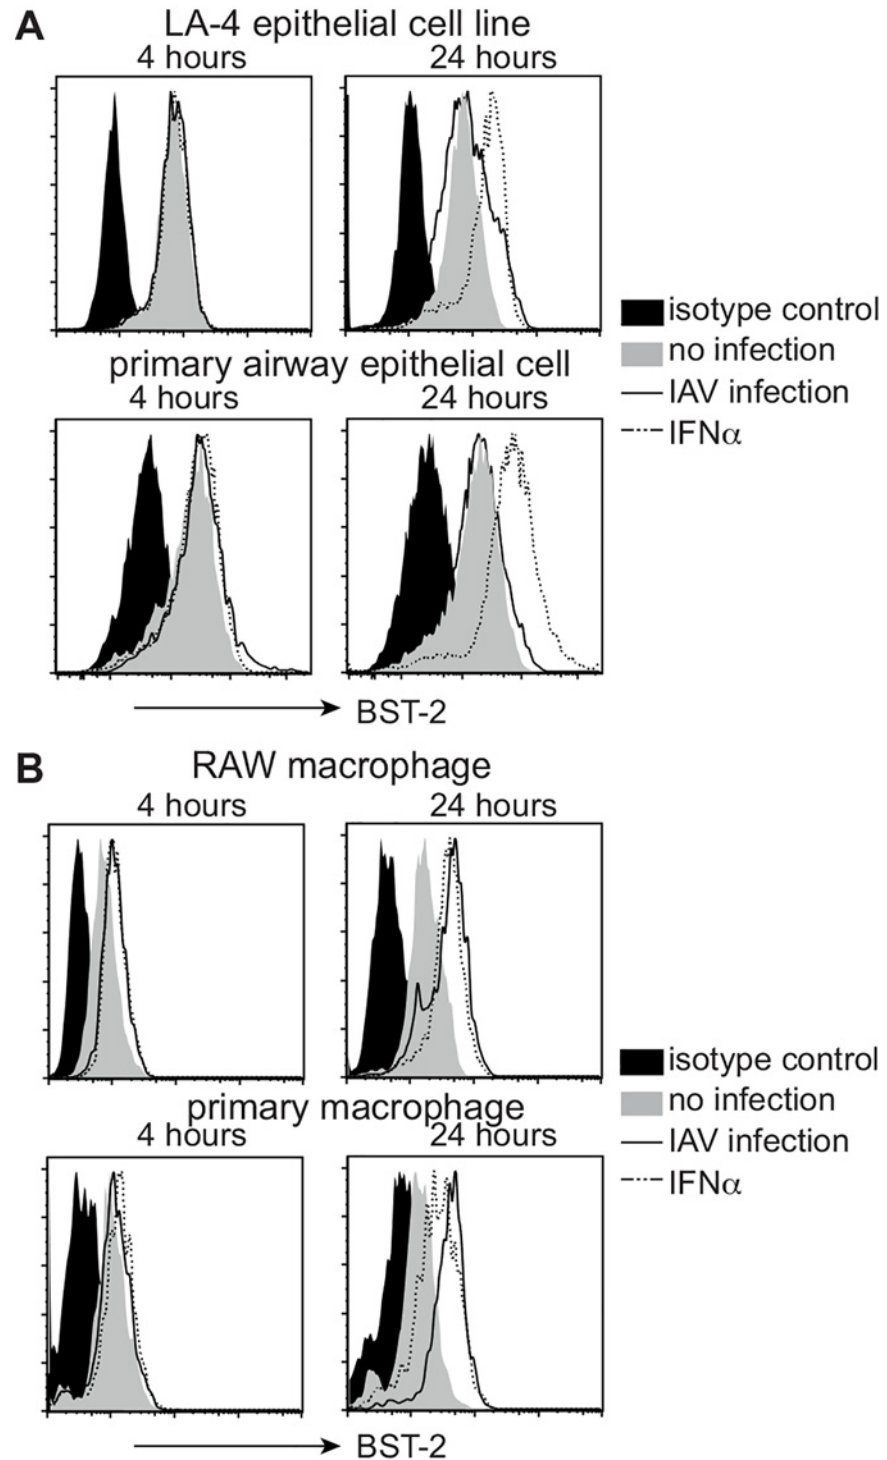 A
LA-4 epithelial cell line
4 hours
24 hours
isotype control
no infection
IAV infection
IFNα
primary airway epithelial cell
4 hours
24 hours
BST-2
B
RAW macrophage
4 hours
24 hours
isotype control
no infection
IAV infection
IFNα
primary macrophage
4 hours
24 hours
BST-2